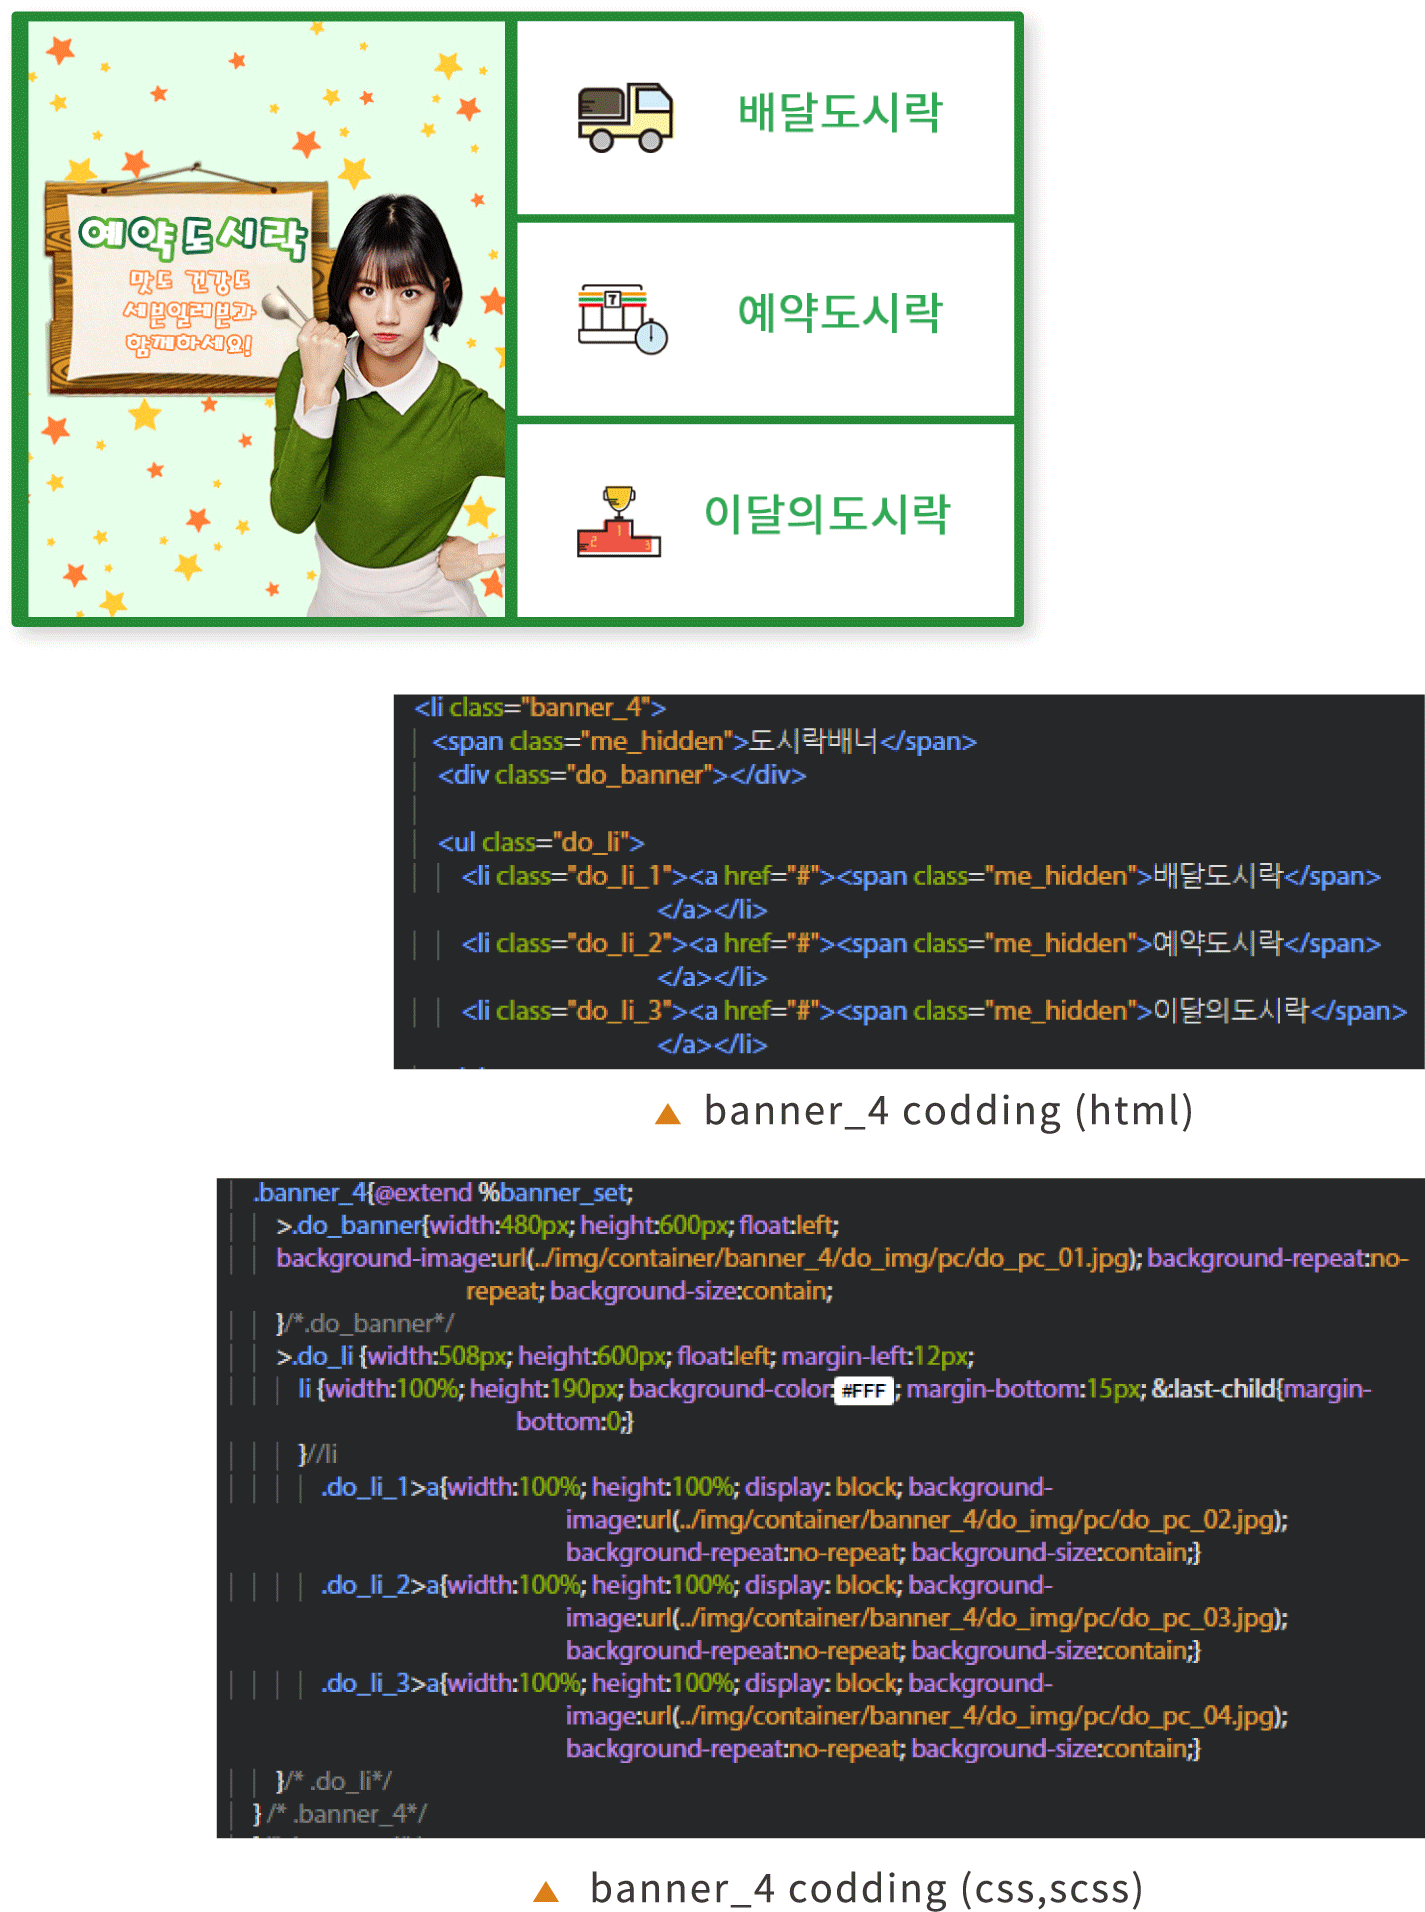 예약도시락
맛도 건강도
세븐일레븐과
함께하세요!
배달도시락
7
예약도시락
1
2
3
이달의도시락
<li class="banner_4">
<span class="me_hidden">도시락배너</span>
<div class="do_banner"></div>
<ul class="do_li">
<li class="do_li_1"><a href="#"><span class="me_hidden">배달도시락</span>
</a></li>
<li class="do_li_2"><a href="#"><span class="me_hidden">예약도시락</span>
</a></li>
<li class="do_li_3"><a href="#"><span class="me_hidden">이달의도시락</span>
</a></li>
▲ banner_4 codding (html)
.banner_4{@extend %banner_set;
>.do_banner{width:480px; height:600px; float:left;
background-image:url(../img/container/banner_4/do_img/pc/do_pc_01.jpg); background-repeat:no-
repeat; background-size:contain;
}/*.do_banner*/
>.do_li {width:508px; height:600px; float:left; margin-left:12px;
li {width:100%; height:190px; background-color:#FFF; margin-bottom:15px; &:last-child{margin-
bottom:0;}
}//li
.do_li_1>a{width:100%; height:100%; display: block; background-
image:url(../img/container/banner_4/do_img/pc/do_pc_02.jpg);
background-repeat:no-repeat; background-size:contain;}
.do_li_2>a{width:100%; height:100%; display: block; background-
image:url(../img/container/banner_4/do_img/pc/do_pc_03.jpg);
background-repeat:no-repeat; background-size:contain;}
.do_li_3>a{width:100%; height:100%; display: block; background-
image:url(../img/container/banner_4/do_img/pc/do_pc_04.jpg);
background-repeat:no-repeat; background-size:contain;}
}/* .do_li*/
} /* .banner_4*/
▲ banner_4 codding (css,scss)